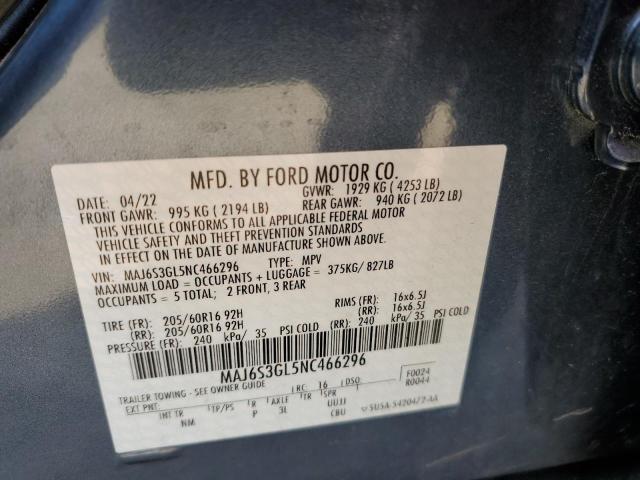 MFD. BY FORD MOTOR CO.
DATE: 04/22 GVWR: 1929 KG ( 4253 LB)
FRONT GAWR: 995 KG ( 2194 LB) REAR GAWR: 940 KG ( 2072 LB)
THIS VEHICLE CONFORMS TO ALL APPLICABLE FEDERAL MOTOR
VEHICLE SAFETY AND THEFT PREVENTION STANDARDS
IN EFFECT ON THE DATE OF MANUFACTURE SHOWN ABOVE.
VIN: MAJ6S3GL5NC466296 TYPE: MPV
MAXIMUM LOAD = OCCUPANTS + LUGGAGE = 375KG/ 827LB
OCCUPANTS = 5 TOTAL; 2 FRONT, 3 REAR
TIRE (FR): 205/60R16 92H RIMS (FR): 16x6.5J
(RR): 205/60R16 92H (RR): 16x6.5J
PRESSURE (FR): 240 kPa/ 35 PSI COLD (RR): 240 kPa/ 35 PSI COLD
MAJ6S3GL5NC466296
TRAILER TOWING - SEE OWNER GUIDE RC: 16 DSO: F0024
EXT PNT: INT TR TP/PS R AXLE TR SPR R0044
NM P 3L UUJJ
CBU